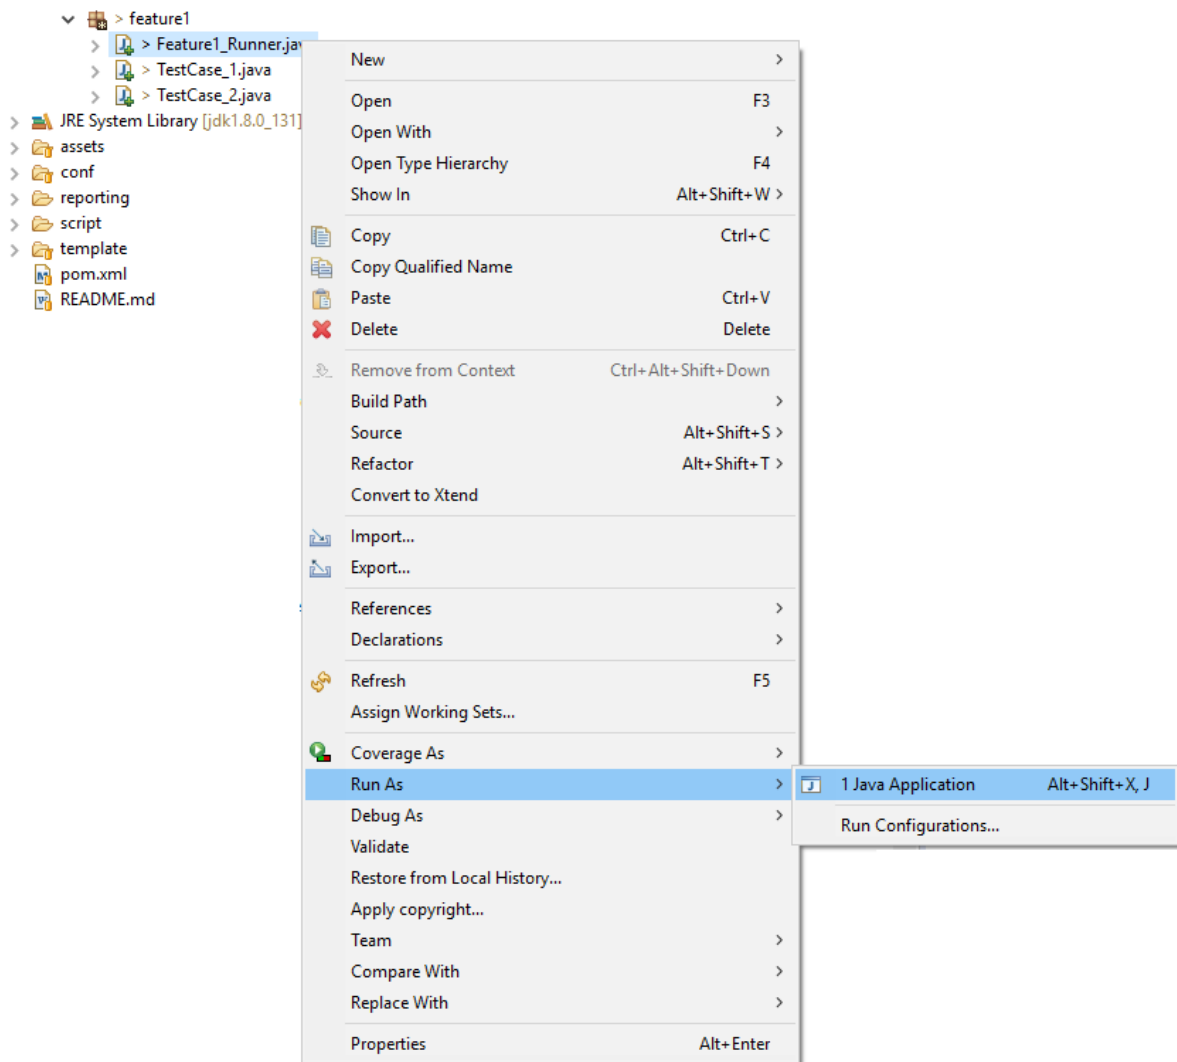 > feature1
> Feature1_Runner.jav
> TestCase_1.java
> TestCase_2.java
JRE System Library [jdk1.8.0_131]
assets
conf
reporting
script
template
pom.xml
README.md
New
Open F3
Open With
Open Type Hierarchy F4
Show In Alt+Shift+W
Copy Ctrl+C
Copy Qualified Name
Paste Ctrl+V
Delete Delete
Remove from Context Ctrl+Alt+Shift+Down
Build Path
Source Alt+Shift+S
Refactor Alt+Shift+T
Convert to Xtend
Import...
Export...
References
Declarations
Refresh F5
Assign Working Sets...
Coverage As
Run As
1 Java Application Alt+Shift+X, J
Run Configurations...
Debug As
Validate
Restore from Local History...
Apply copyright...
Team
Compare With
Replace With
Properties Alt+Enter